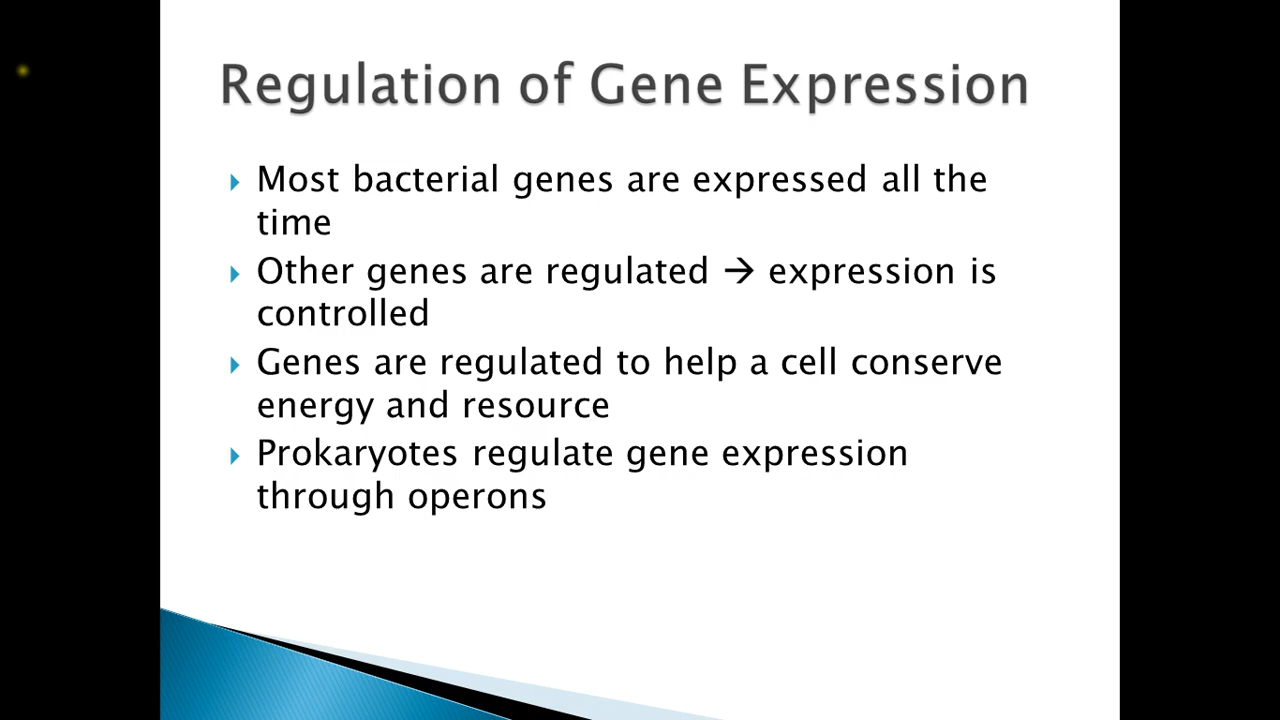 Regulation of Gene Expression
Most bacterial genes are expressed all the
time
Other genes are regulated → expression is
controlled
Genes are regulated to help a cell conserve
energy and resource
Prokaryotes regulate gene expression
through operons